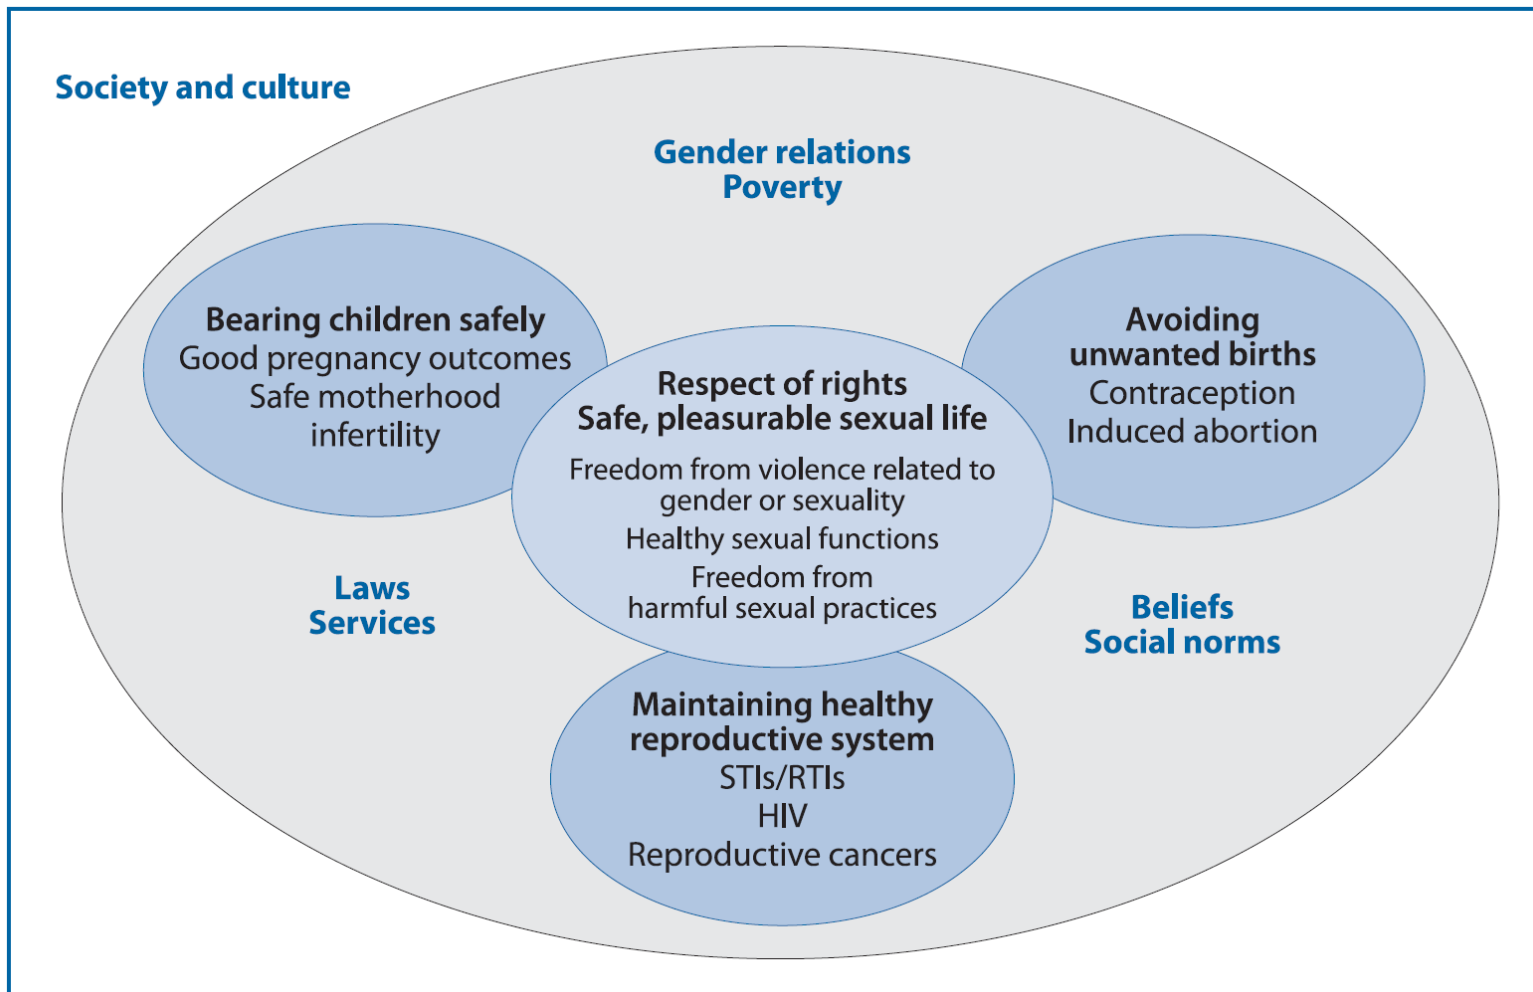 Society and culture
Gender relations
Poverty
Bearing children safely
Good pregnancy outcomes
Safe motherhood
infertility
Respect of rights
Safe, pleasurable sexual life
Freedom from violence related to
gender or sexuality
Healthy sexual functions
Freedom from
harmful sexual practices
Avoiding
unwanted births
Contraception
Induced abortion
Laws
Services
Beliefs
Social norms
Maintaining healthy
reproductive system
STIs/RTIs
HIV
Reproductive cancers